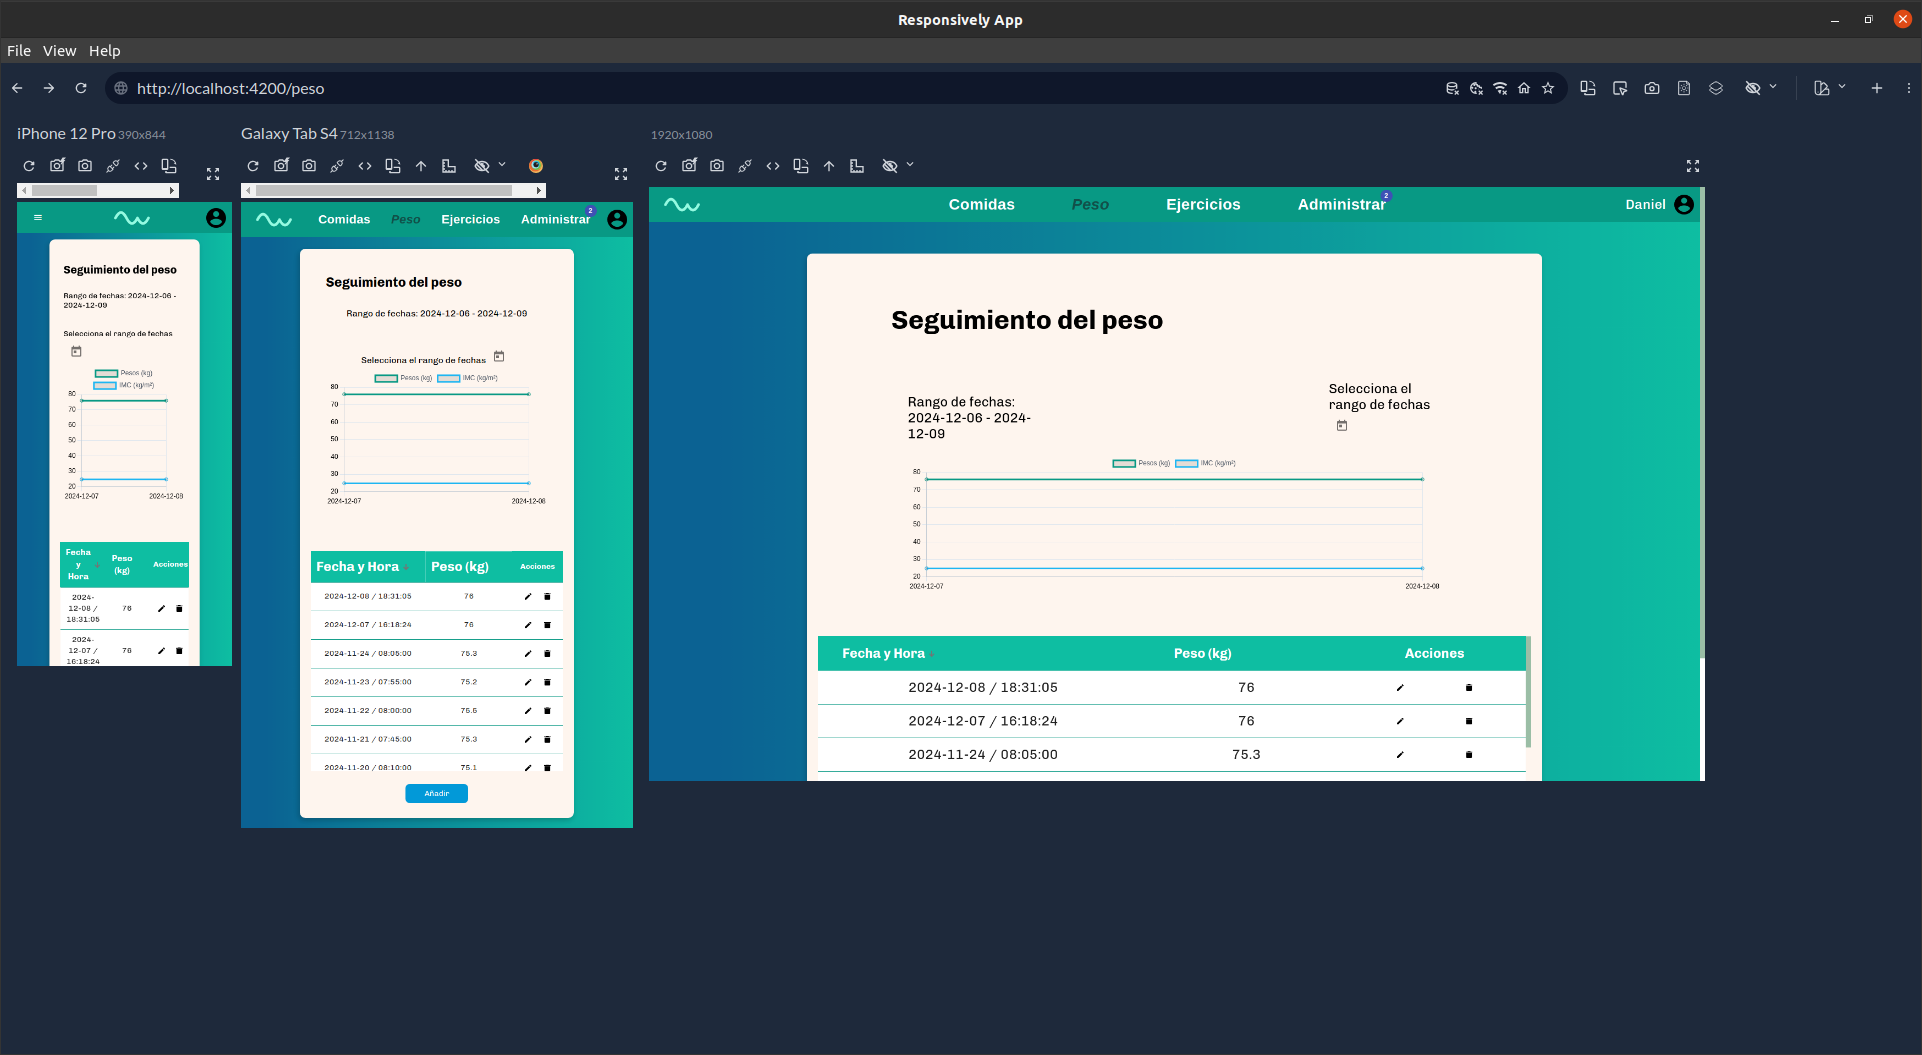 Responsively App
File View Help
http://localhost:4200/peso
iPhone 12 Pro 390x844
Seguimiento del peso
Rango de fechas: 2024-12-06 -
2024-12-09
Selecciona el rango de fechas
Pesos (kg)
IMC (kg/m²)
80
70
60
50
40
30
20
2024-12-07 2024-12-08
Fecha
y
Hora
Peso
(kg)
Acciones
2024-
12-08 /
18:31:05
76
2024-
12-07 /
16:18:24
76
Galaxy Tab S4 712x1138
Comidas Peso Ejercicios Administrar 2
Seguimiento del peso
Rango de fechas: 2024-12-06 - 2024-12-09
Selecciona el rango de fechas
Pesos (kg) IMC (kg/m²)
80
70
60
50
40
30
20
2024-12-07 2024-12-08
Fecha y Hora Peso (kg) Acciones
2024-12-08 / 18:31:05 76
2024-12-07 / 16:18:24 76
2024-11-24 / 08:05:00 75.3
2024-11-23 / 07:55:00 75.2
2024-11-22 / 08:00:00 75.6
2024-11-21 / 07:45:00 75.3
2024-11-20 / 08:10:00 75.1
Añadir
1920x1080
Comidas Peso Ejercicios Administrar 2 Daniel
Seguimiento del peso
Rango de fechas:
2024-12-06 - 2024-
12-09
Selecciona el
rango de fechas
Pesos (kg) IMC (kg/m²)
80
70
60
50
40
30
20
2024-12-07 2024-12-08
Fecha y Hora Peso (kg) Acciones
2024-12-08 / 18:31:05 76
2024-12-07 / 16:18:24 76
2024-11-24 / 08:05:00 75.3